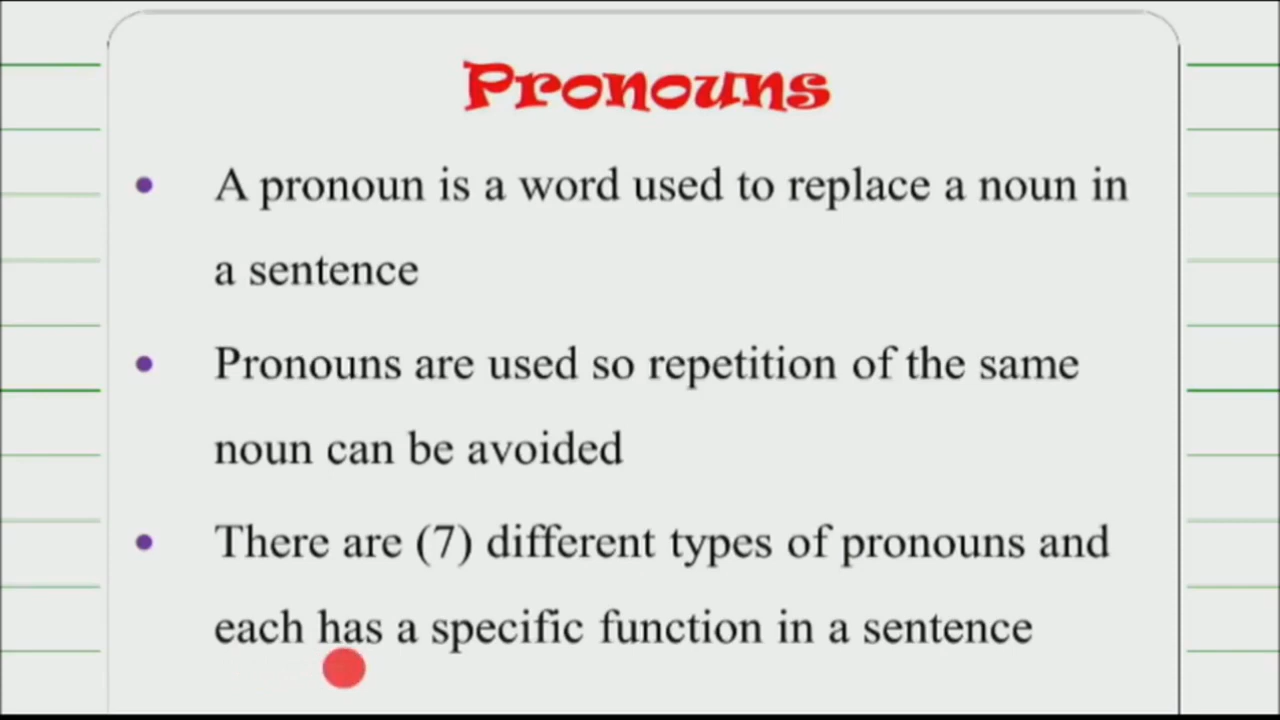 Pronouns
• A pronoun is a word used to replace a noun in
a sentence
• Pronouns are used so repetition of the same
noun can be avoided
• There are (7) different types of pronouns and
each has a specific function in a sentence